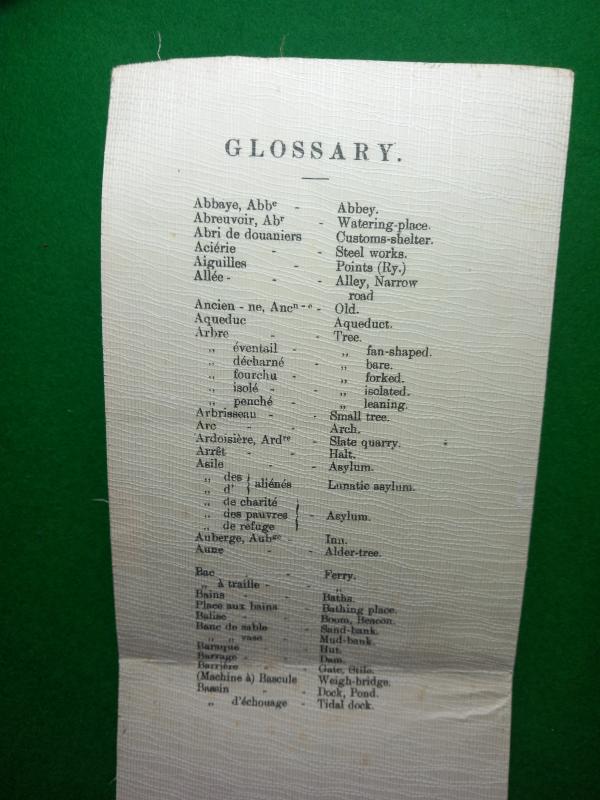 GLOSSARY.
Abbaye, Abbᵉ - Abbey.
Abreuvoir, Abʳ - Watering-place.
Abri de douaniers Customs-shelter.
Aciérie - - Steel works.
Aiguilles - Points (Ry.)
Allée - - - Alley, Narrow
road
Ancien - ne, Ancⁿ⁻ᵉ - Old.
Aqueduc Aqueduct.
Arbre - - Tree.
„ éventail - „ fan-shaped.
„ décharné - „ bare.
„ fourchu - - „ forked.
„ isolé - - „ isolated.
„ penché - „ leaning.
Arbrisseau - - Small tree.
Arc - - - Arch.
Ardoisière, Ardʳᵉ - Slate quarry.
Arrêt - - Halt.
Asile - - Asylum.
„ des } aliénés Lunatic asylum.
„ d'
„ de charité
„ des pauvres } - Asylum.
„ de refuge
Auberge, Aubᵍᵉ - Inn.
Aune - - Alder-tree.
Bac - - Ferry.
„ à traille - - „
Bains - - Baths.
Place aux bains - Bathing place.
Balise - - Boom, Beacon.
Banc de sable - Sand-bank.
„ „ vase - Mud-bank.
Baraque - Hut.
Barrage - - Dam.
Barrière - - Gate, Stile.
(Machine à) Bascule Weigh-bridge.
Bassin - - Dock, Pond.
„ d'échouage - Tidal dock.